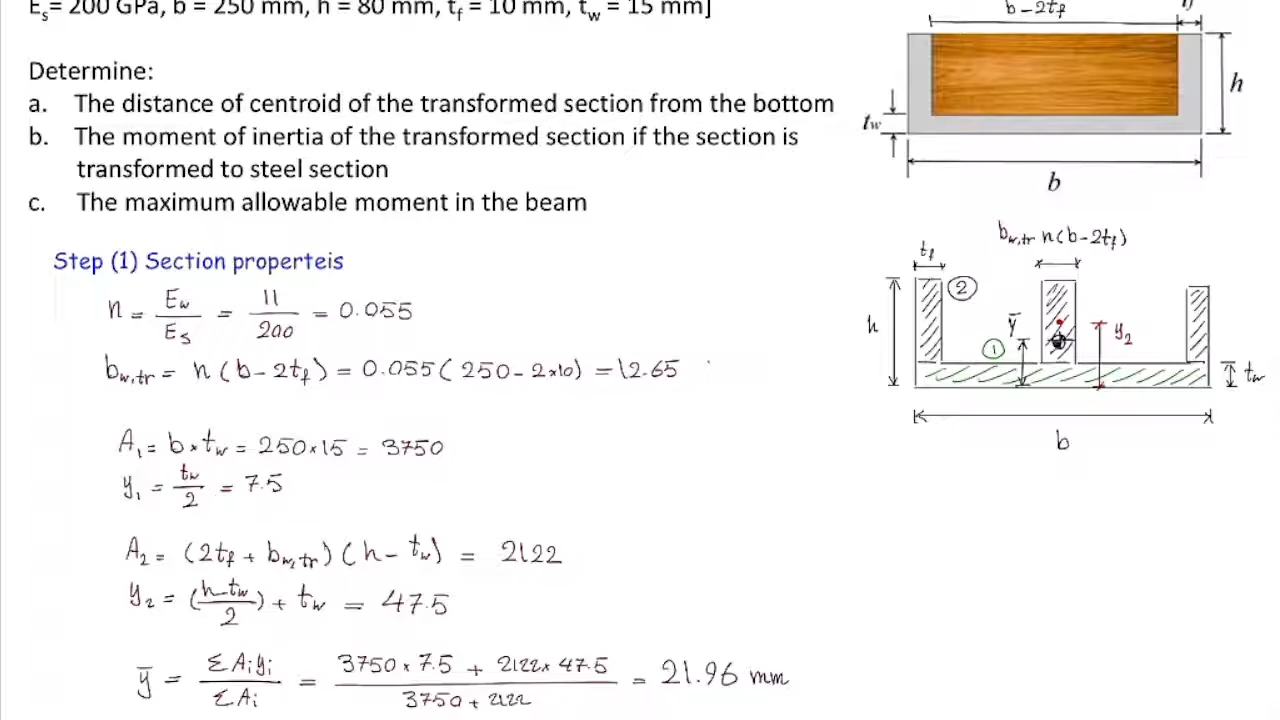 Es= 200 GPa, b = 250 mm, h = 80 mm, tf = 10 mm, tw = 15 mm]
b-2tf
tf
Determine:
a. The distance of centroid of the transformed section from the bottom
b. The moment of inertia of the transformed section if the section is
transformed to steel section
c. The maximum allowable moment in the beam
h
tw
b
Step (1) Section properteis
n = Ew/Es = 11/200 = 0.055
bw,tr = n (b-2tf) = 0.055 (250-2×10) = 12.65
A1 = b×tw = 250×15 = 3750
y1 = tw/2 = 7.5
A2 = (2tf + bw,tr) (h-tw) = 2122
y2 = (h-tw/2) + tw = 47.5
ȳ = ΣAiyi/ΣAi = 3750×7.5 + 2122×47.5/3750+2122 = 21.96 mm
bw,tr n(b-2tf)
tf
2
h
ȳ
y2
1
tw
b